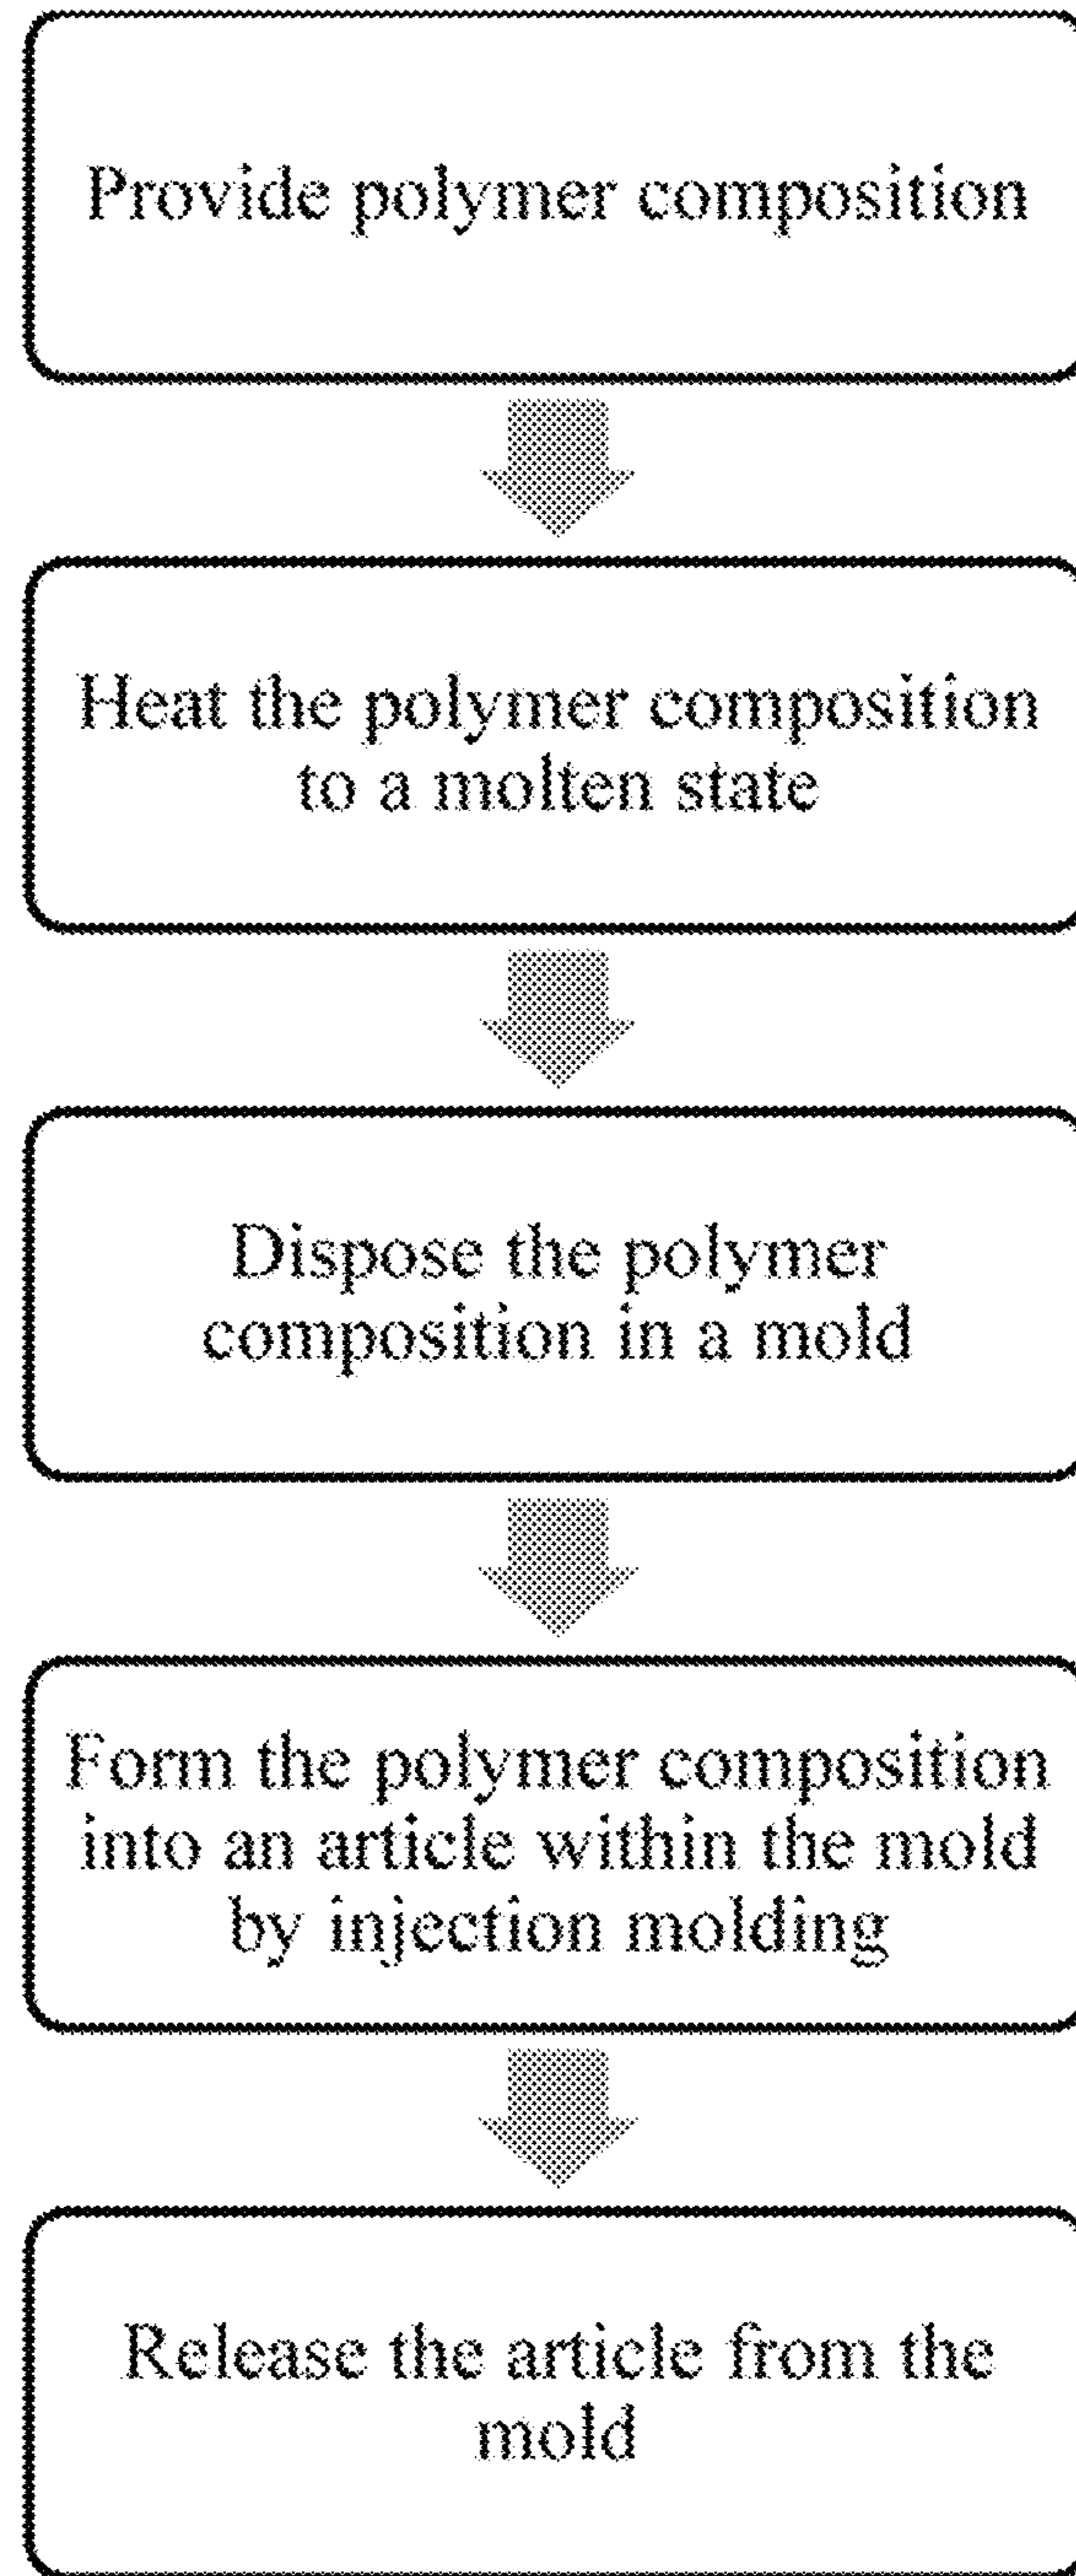 Provide polymer composition
Heat the polymer composition
to a molten state
Dispose the polymer
composition in a mold
Form the polymer composition
into an article within the mold
by injection molding
Release the article from the
mold